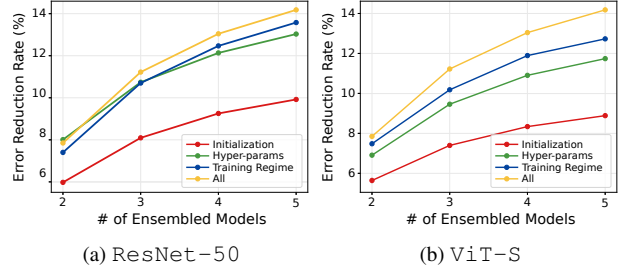 Error Reduction Rate (%)
14
12
10
8
6
2
3
4
5
# of Ensembled Models
Initialization
Hyper-params
Training Regime
All
(a) ResNet-50
Error Reduction Rate (%)
14
12
10
8
6
2
3
4
5
# of Ensembled Models
Initialization
Hyper-params
Training Regime
All
(b) ViT-S